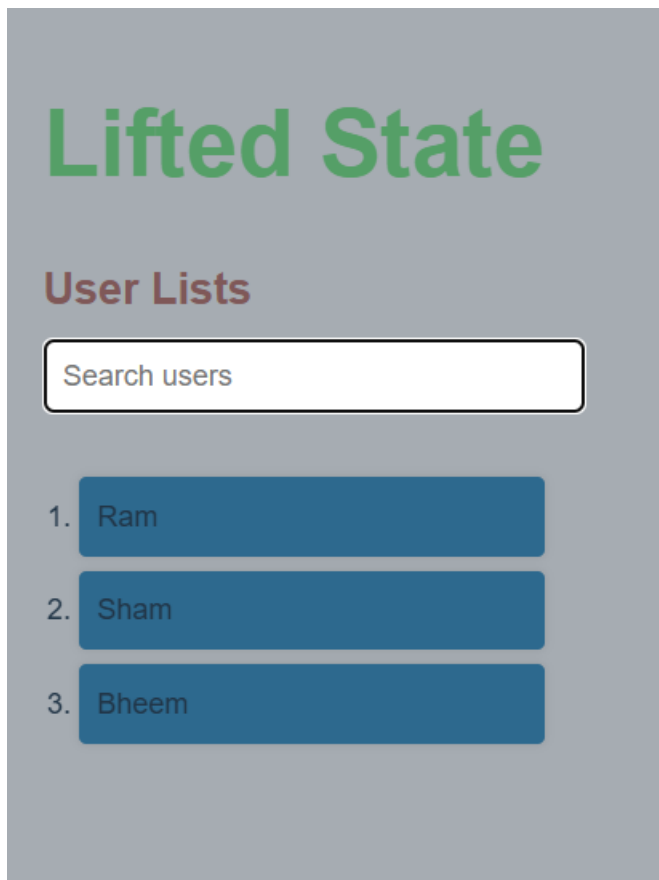 Lifted State
User Lists
Search users
1. Ram
2. Sham
3. Bheem